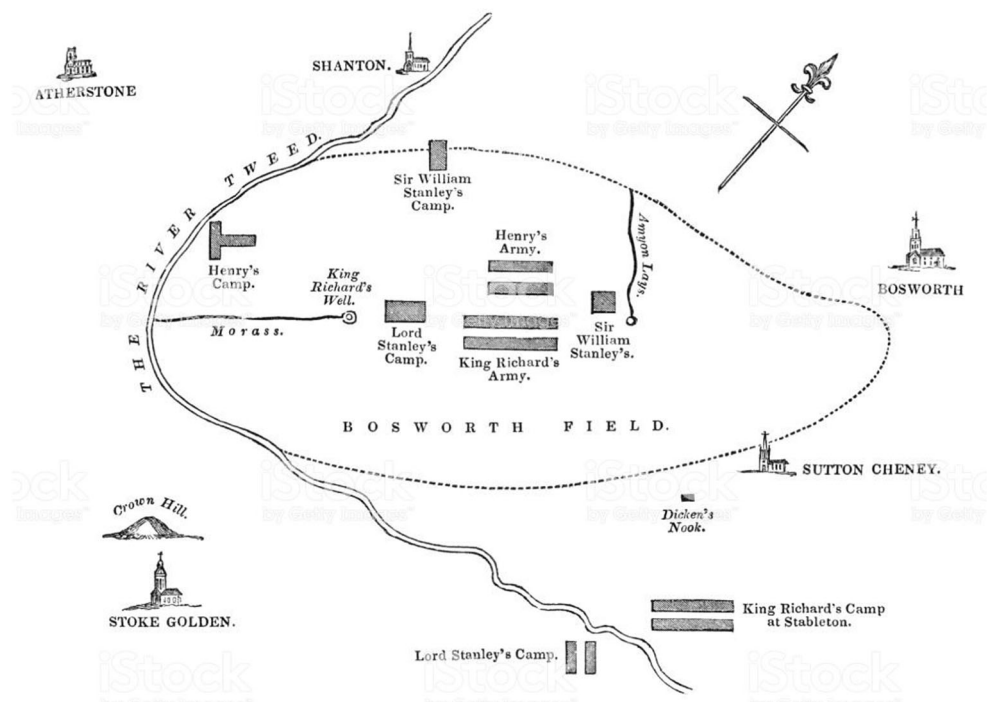 SHANTON.
ATHERSTONE
THE RIVER TWEED.
Sir William
Stanley's
Camp.
Henry's
Army.
Amyon Lays.
Henry's
Camp.
King
Richard's
Well.
BOSWORTH
Morass.
Lord
Stanley's
Camp.
Sir
William
Stanley's.
King Richard's
Army.
BOSWORTH FIELD.
SUTTON CHENEY.
Crown Hill.
Dicken's
Nook.
STOKE GOLDEN.
King Richard's Camp
at Stableton.
Lord Stanley's Camp.
iStock
by Getty Images™